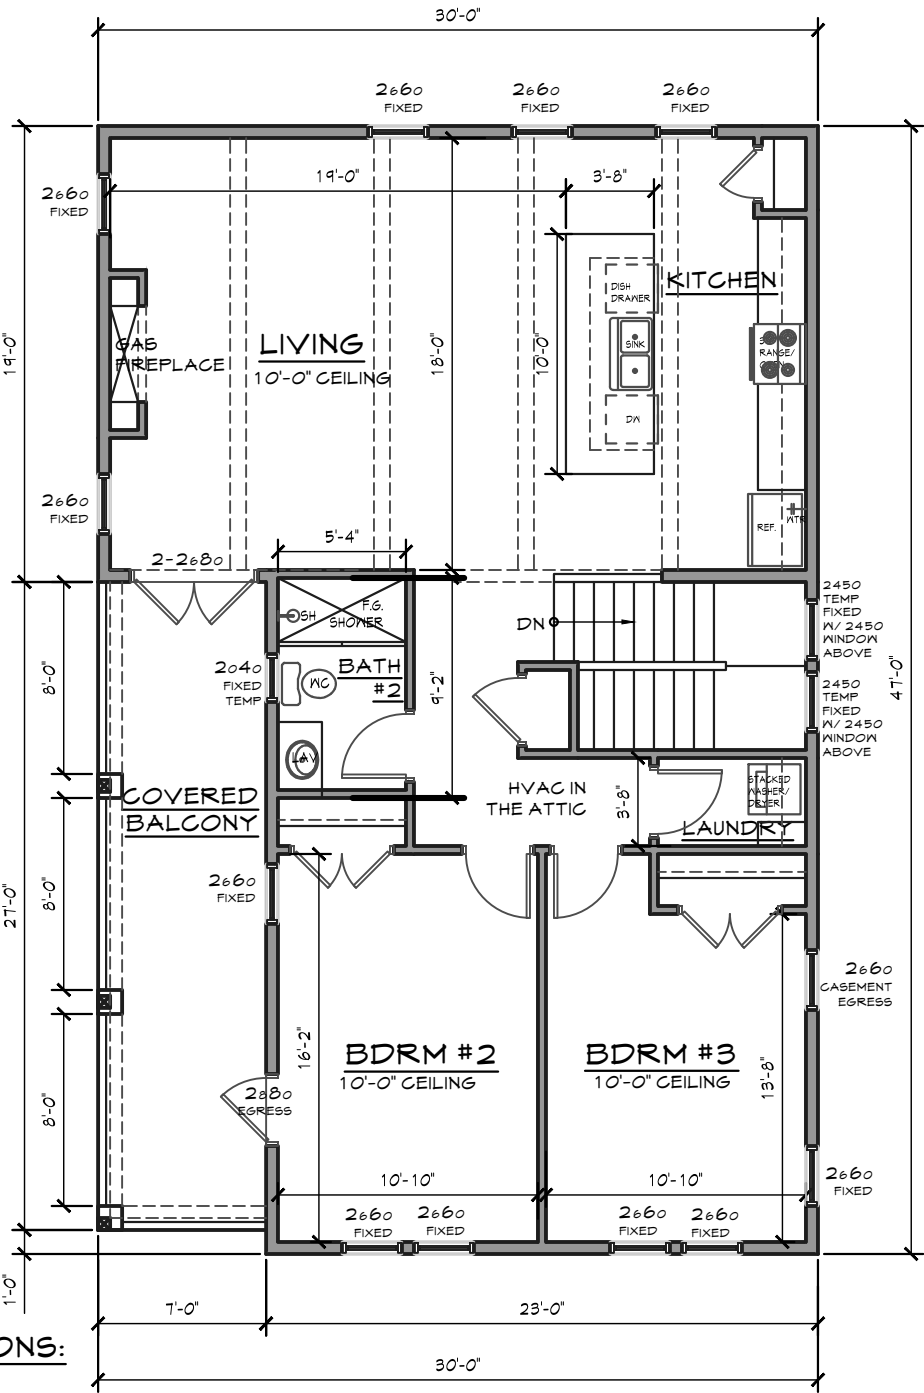 30'-0"
2660
FIXED
2660
FIXED
2660
FIXED
2660
FIXED
19'-0"
3'-8"
KITCHEN
DISH
DRAWER
SINK
DW
RANGE/
GAS
FIREPLACE
LIVING
10'-0" CEILING
18'-0"
10'-0"
19'-0"
2660
FIXED
REF.
WTR
2-2680
5'-4"
SH
F.G.
SHOWER
DN
2450
TEMP
FIXED
W/ 2450
WINDOW
ABOVE
2040
FIXED
TEMP
WC
BATH
#2
9'-2"
8'-0"
47'-0"
2450
TEMP
FIXED
W/ 2450
WINDOW
ABOVE
LAV
COVERED
BALCONY
HVAC IN
THE ATTIC
3'-8"
STACKED
WASHER/
DRYER
LAUNDRY
2660
FIXED
8'-0"
27'-0"
2660
CASEMENT
EGRESS
16'-2"
BDRM #2
10'-0" CEILING
BDRM #3
10'-0" CEILING
13'-8"
2880
EGRESS
8'-0"
10'-10"
10'-10"
2660
FIXED
2660
FIXED
2660
FIXED
2660
FIXED
2660
FIXED
1'-0"
7'-0"
23'-0"
ONS:
30'-0"